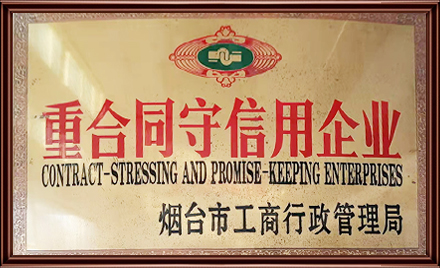 重合同守信用企业
CONTRACT-STRESSING AND PROMISE-KEEPING ENTERPRISES
烟台市工商行政管理局